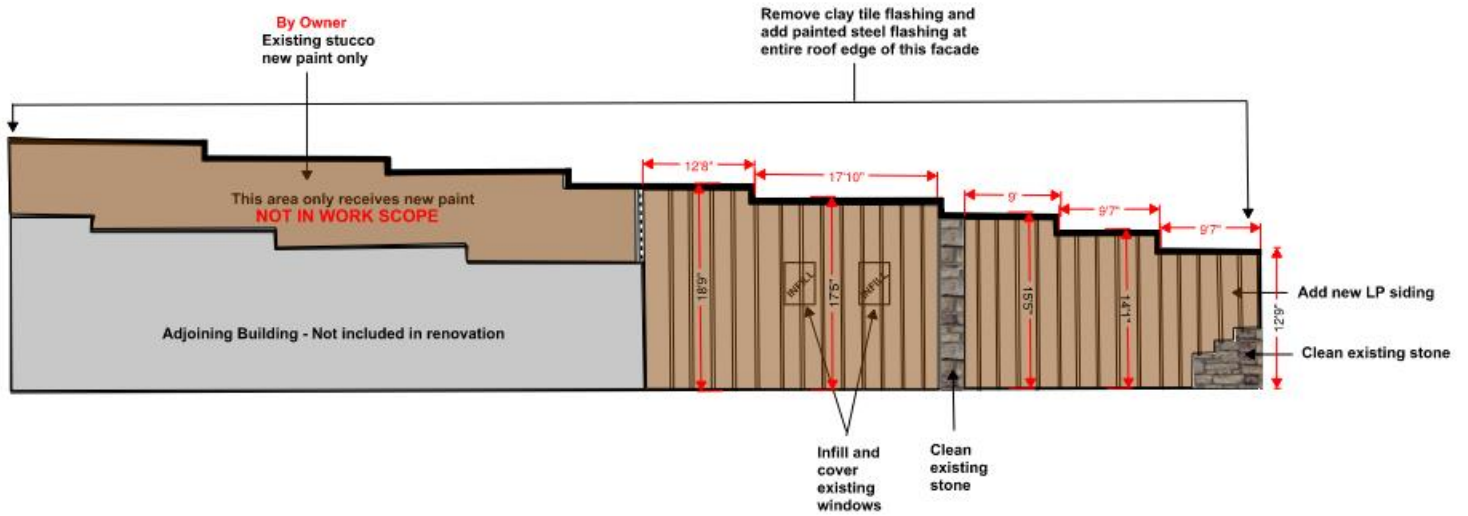 By Owner
Existing stucco
new paint only
Remove clay tile flashing and
add painted steel flashing at
entire roof edge of this facade
This area only receives new paint
NOT IN WORK SCOPE
Adjoining Building - Not included in renovation
12'8"
17'10"
9'
9'7"
9'7"
18'9"
INFILL
17'5"
INFILL
15'5"
14'1"
12'9"
Add new LP siding
Clean existing stone
Infill and
cover
existing
windows
Clean
existing
stone